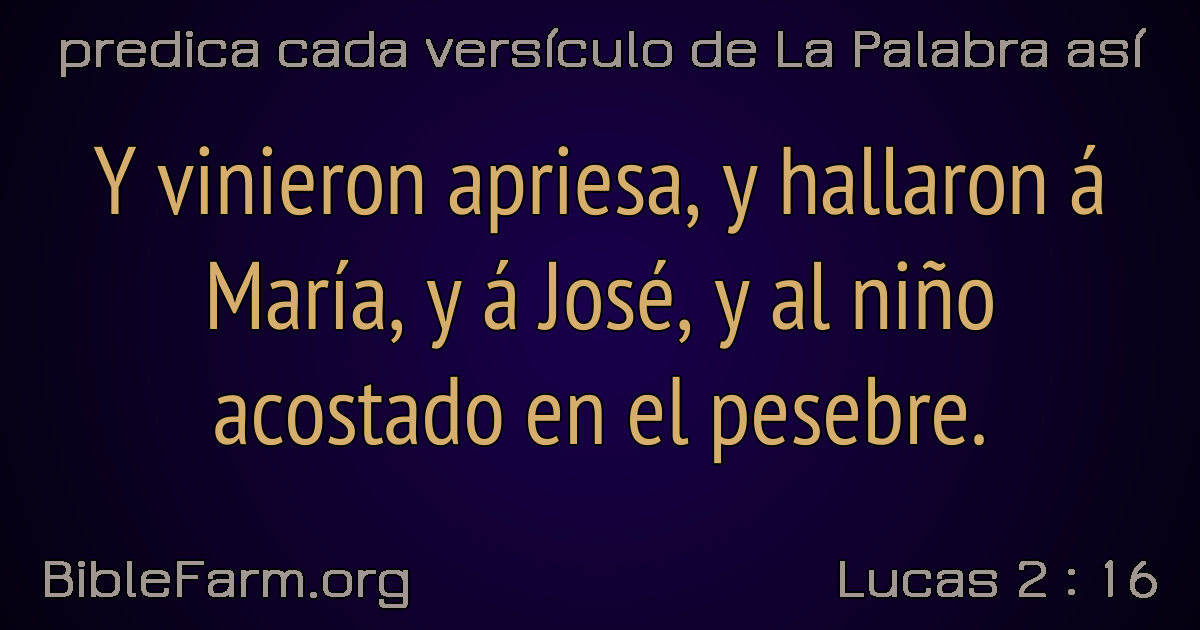 predica cada versículo de La Palabra así
Y vinieron apriesa, y hallaron á
María, y á José, y al niño
acostado en el pesebre.
BibleFarm.org
Lucas 2 : 16